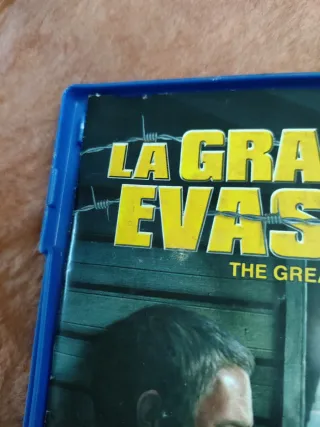 LA GRA
EVAS
THE GREA